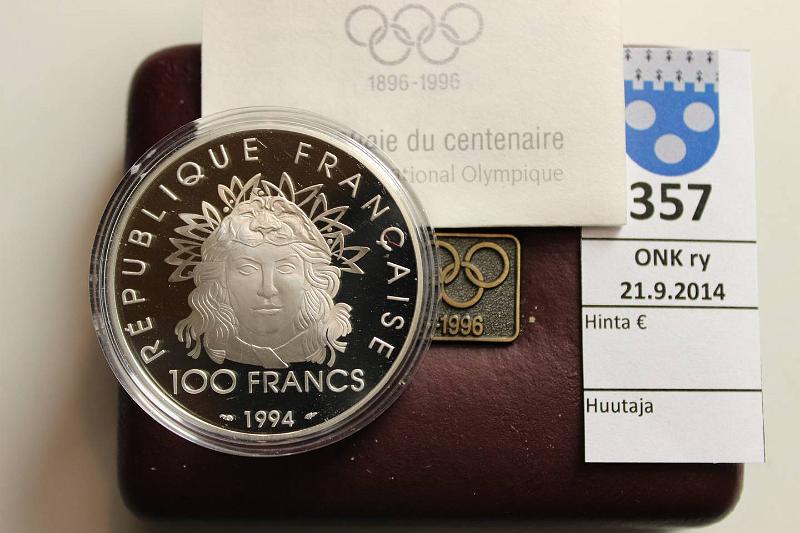 1896-1996
du centenaire
Olympique
RÉPUBLIQUE FRANÇAISE
100 FRANCS
1994
1996
357
ONK ry
21.9.2014
Hinta €
Huutaja